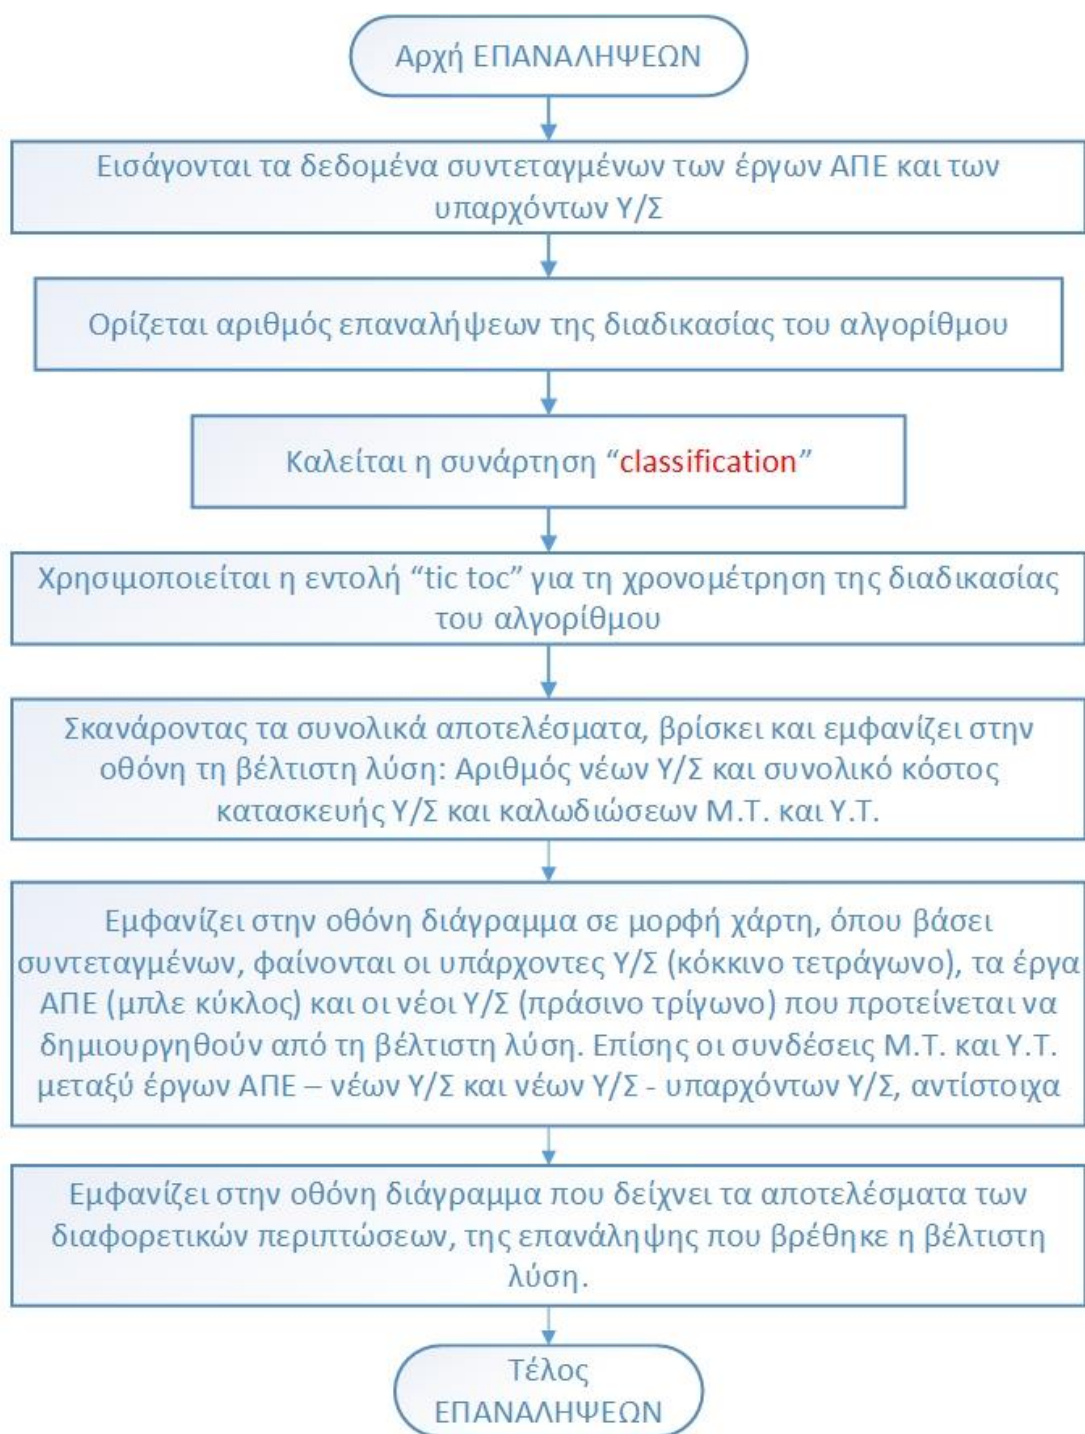 Αρχή ΕΠΑΝΑΛΗΨΕΩΝ
Εισάγονται τα δεδομένα συντεταγμένων των έργων ΑΠΕ και των
υπαρχόντων Υ/Σ
Ορίζεται αριθμός επαναλήψεων της διαδικασίας του αλγορίθμου
Καλείται η συνάρτηση “classification”
Χρησιμοποιείται η εντολή “tic toc” για τη χρονομέτρηση της διαδικασίας
του αλγορίθμου
Σκανάροντας τα συνολικά αποτελέσματα, βρίσκει και εμφανίζει στην
οθόνη τη βέλτιστη λύση: Αριθμός νέων Υ/Σ και συνολικό κόστος
κατασκευής Υ/Σ και καλωδιώσεων Μ.Τ. και Υ.Τ.
Εμφανίζει στην οθόνη διάγραμμα σε μορφή χάρτη, όπου βάσει
συντεταγμένων, φαίνονται οι υπάρχοντες Υ/Σ (κόκκινο τετράγωνο), τα έργα
ΑΠΕ (μπλε κύκλος) και οι νέοι Υ/Σ (πράσινο τρίγωνο) που προτείνεται να
δημιουργηθούν από τη βέλτιστη λύση. Επίσης οι συνδέσεις Μ.Τ. και Υ.Τ.
μεταξύ έργων ΑΠΕ – νέων Υ/Σ και νέων Υ/Σ - υπαρχόντων Υ/Σ, αντίστοιχα
Εμφανίζει στην οθόνη διάγραμμα που δείχνει τα αποτελέσματα των
διαφορετικών περιπτώσεων, της επανάληψης που βρέθηκε η βέλτιστη
λύση.
Τέλος
ΕΠΑΝΑΛΗΨΕΩΝ